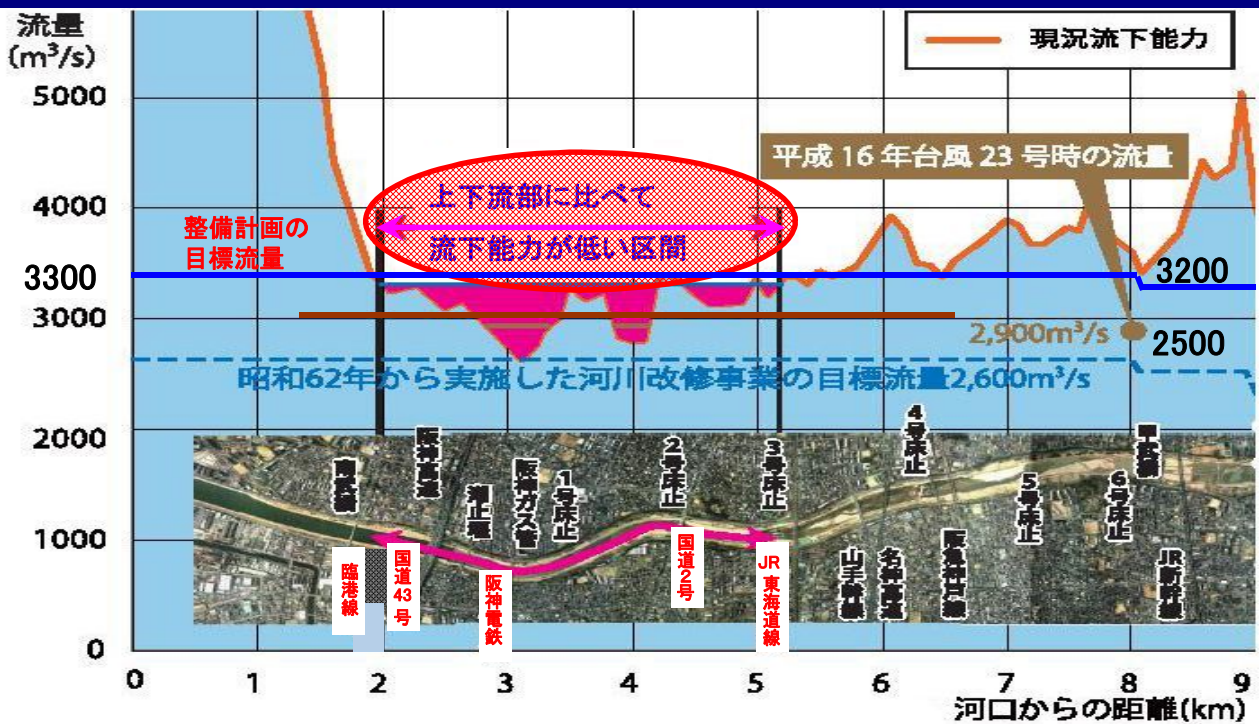 流量
(m³/s)
5000
4000
3300
3000
2000
1000
0
現況流下能力
平成16年台風23号時の流量
上下流部に比べて
流下能力が低い区間
整備計画の
目標流量
3200
2,900m³/s
2500
昭和62年から実施した河川改修事業の目標流量2,600m³/s
南武橋
阪神高速
潮止堰
阪神ガス管
1号床止
2号床止
3号床止
4号床止
5号床止
6号床止
甲武橋
臨港線
国道43号
阪神電鉄
国道2号
JR東海道線
山手幹線
名神高速
阪急神戸線
JR新幹線
0 1 2 3 4 5 6 7 8 9
河口からの距離(km)